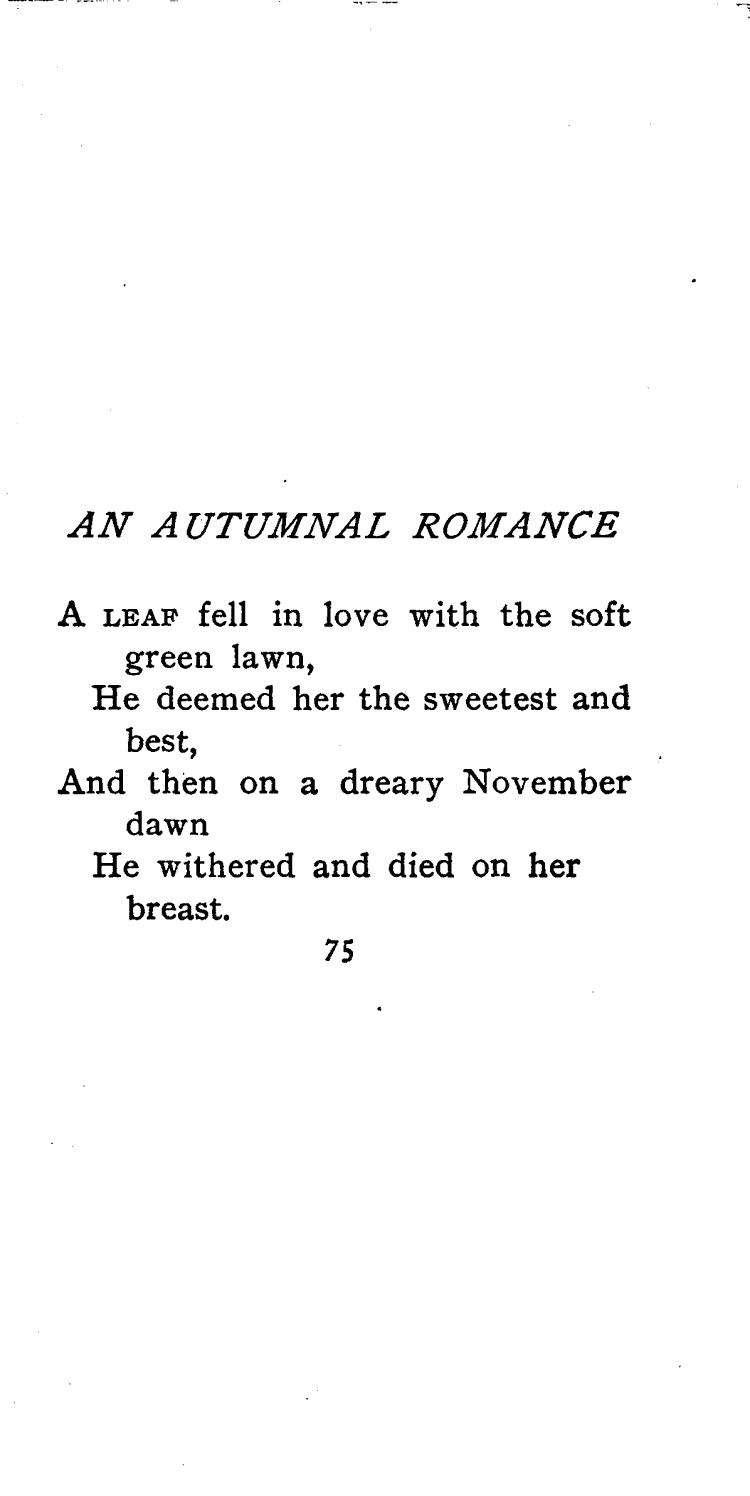 AN AUTUMNAL ROMANCE
A LEAF fell in love with the soft
green lawn,
He deemed her the sweetest and
best,
And then on a dreary November
dawn
He withered and died on her
breast.
75